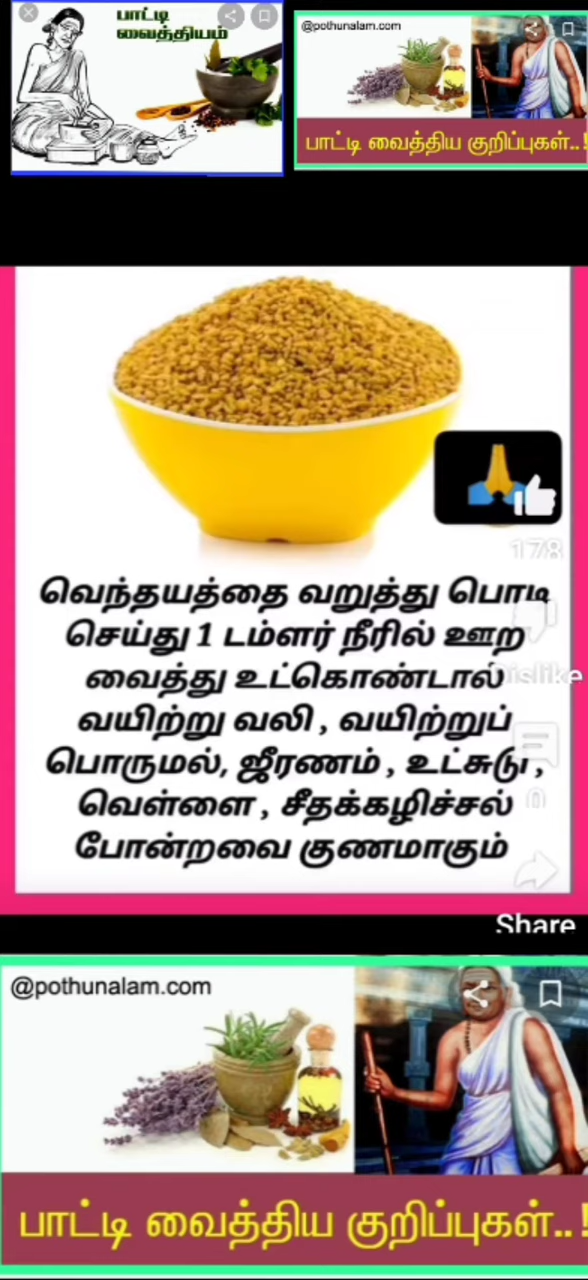 பாட்டி
வைத்தியம்
@pothunalam.com
பாட்டி வைத்திய குறிப்புகள்..!
178
வெந்தயத்தை வறுத்து பொடி
செய்து 1 டம்ளர் நீரில் ஊற
வைத்து உட்கொண்டால்
Dislike
வயிற்று வலி , வயிற்றுப்
பொருமல், ஜீரணம் , உட்சுடு ,
0
வெள்ளை , சீதக்கழிச்சல்
போன்றவை குணமாகும்
Share
@pothunalam.com
பாட்டி வைத்திய குறிப்புகள்..!